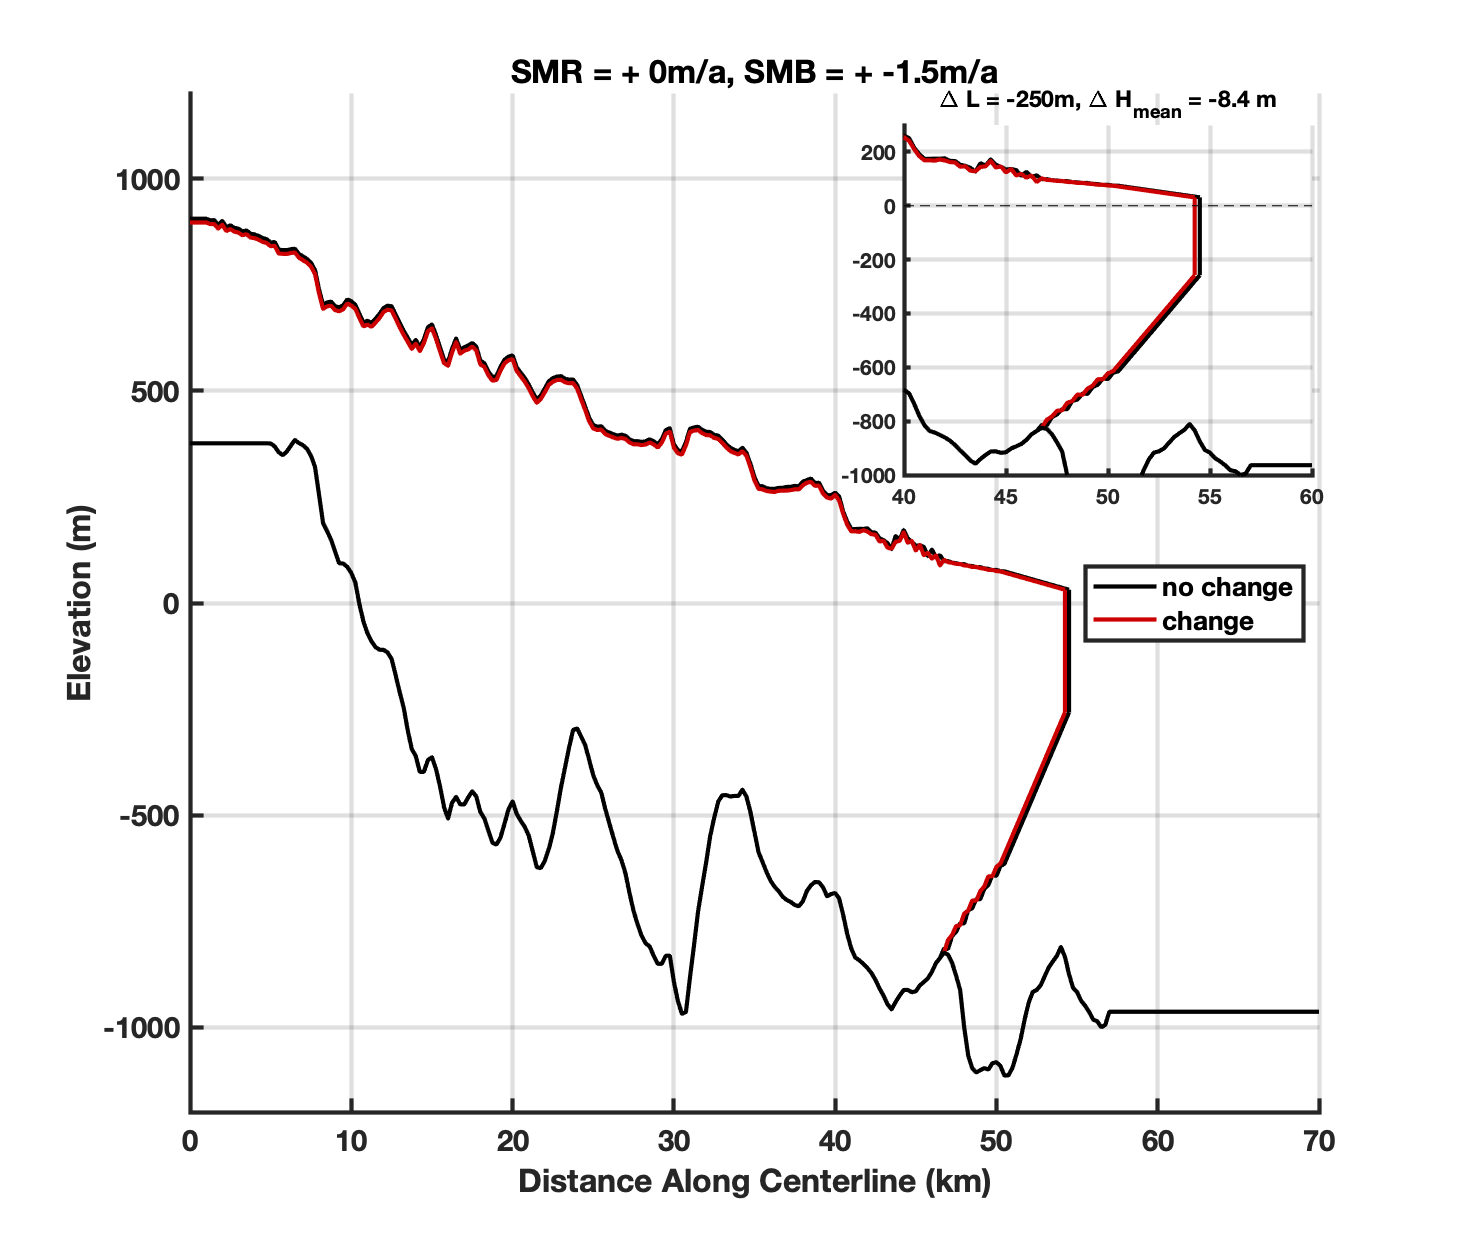 SMR = + 0m/a, SMB = + -1.5m/a
△ L = -250m, △ H_mean = -8.4 m
200
0
-200
-400
-600
-800
-1000
40 45 50 55 60
1000
500
0
-500
-1000
Elevation (m)
no change
change
0 10 20 30 40 50 60 70
Distance Along Centerline (km)